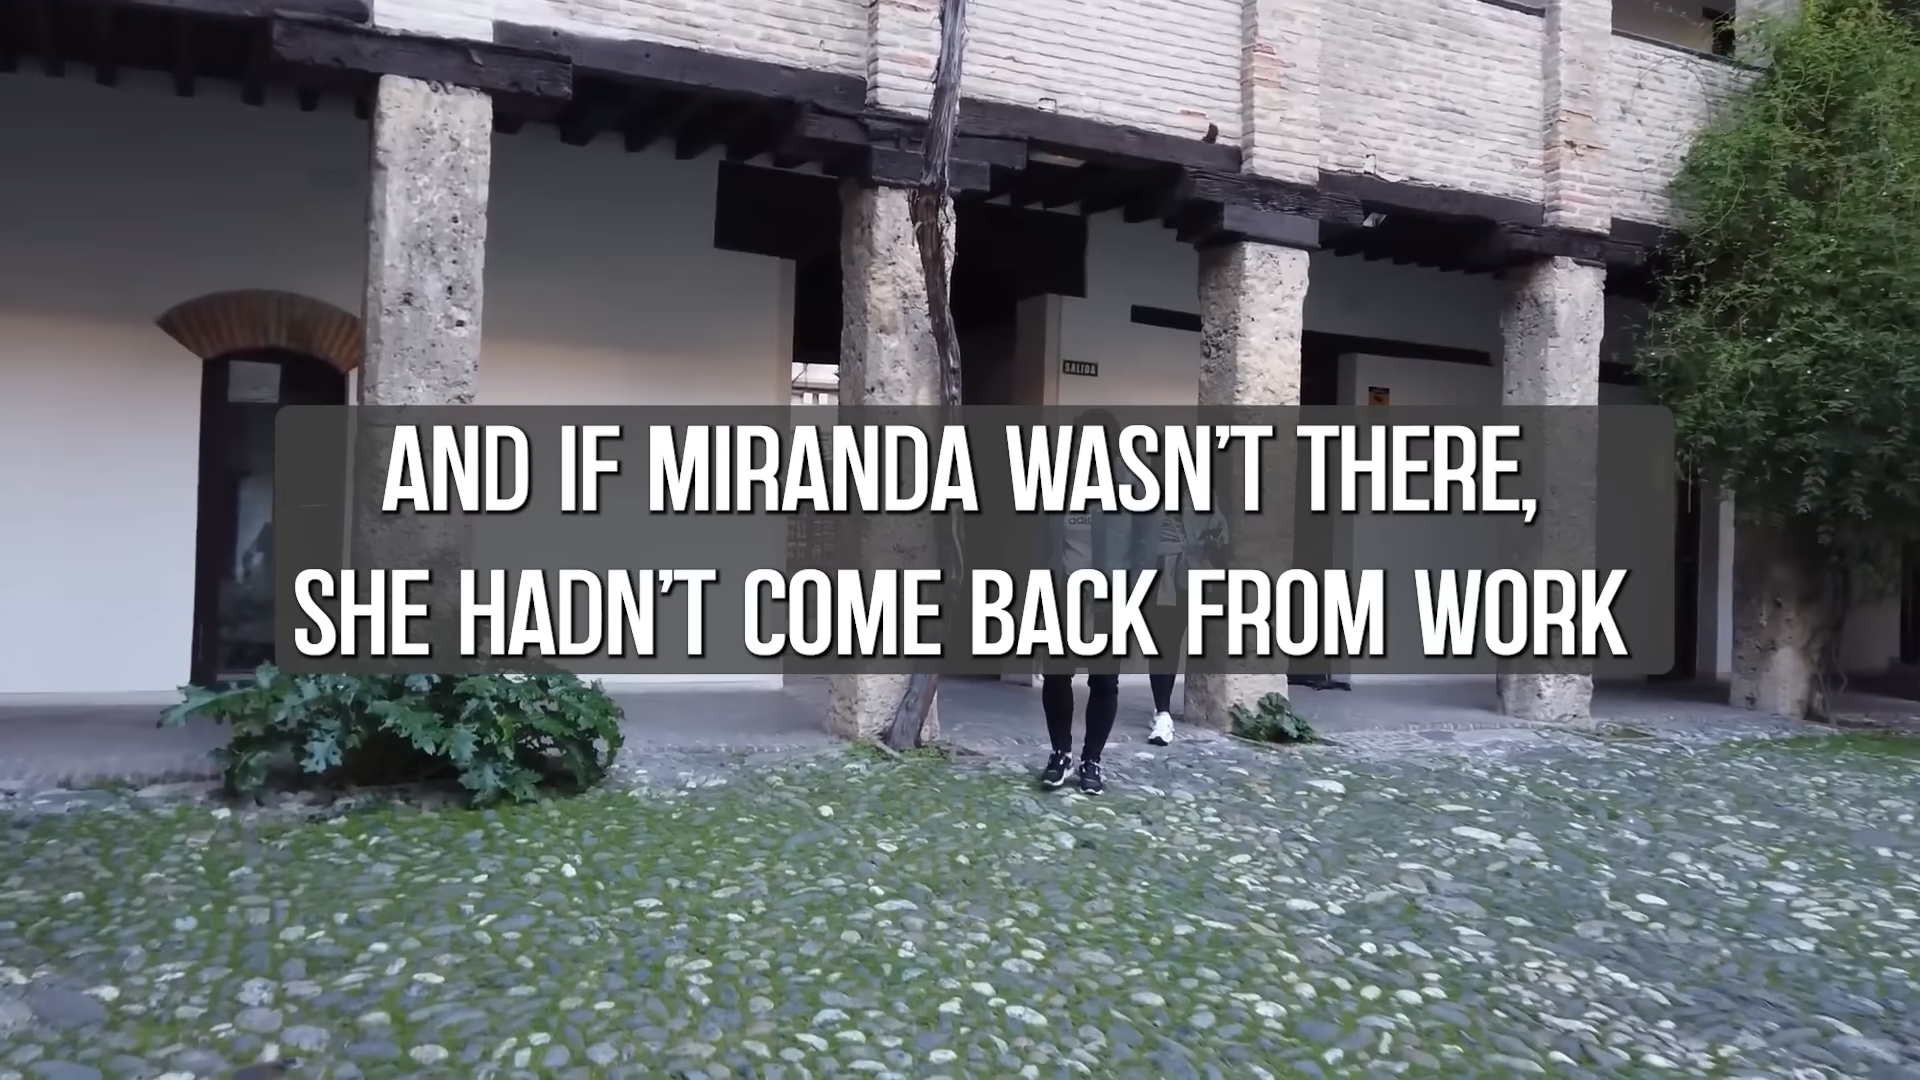 SALIDA
AND IF MIRANDA WASN'T THERE,
SHE HADN'T COME BACK FROM WORK